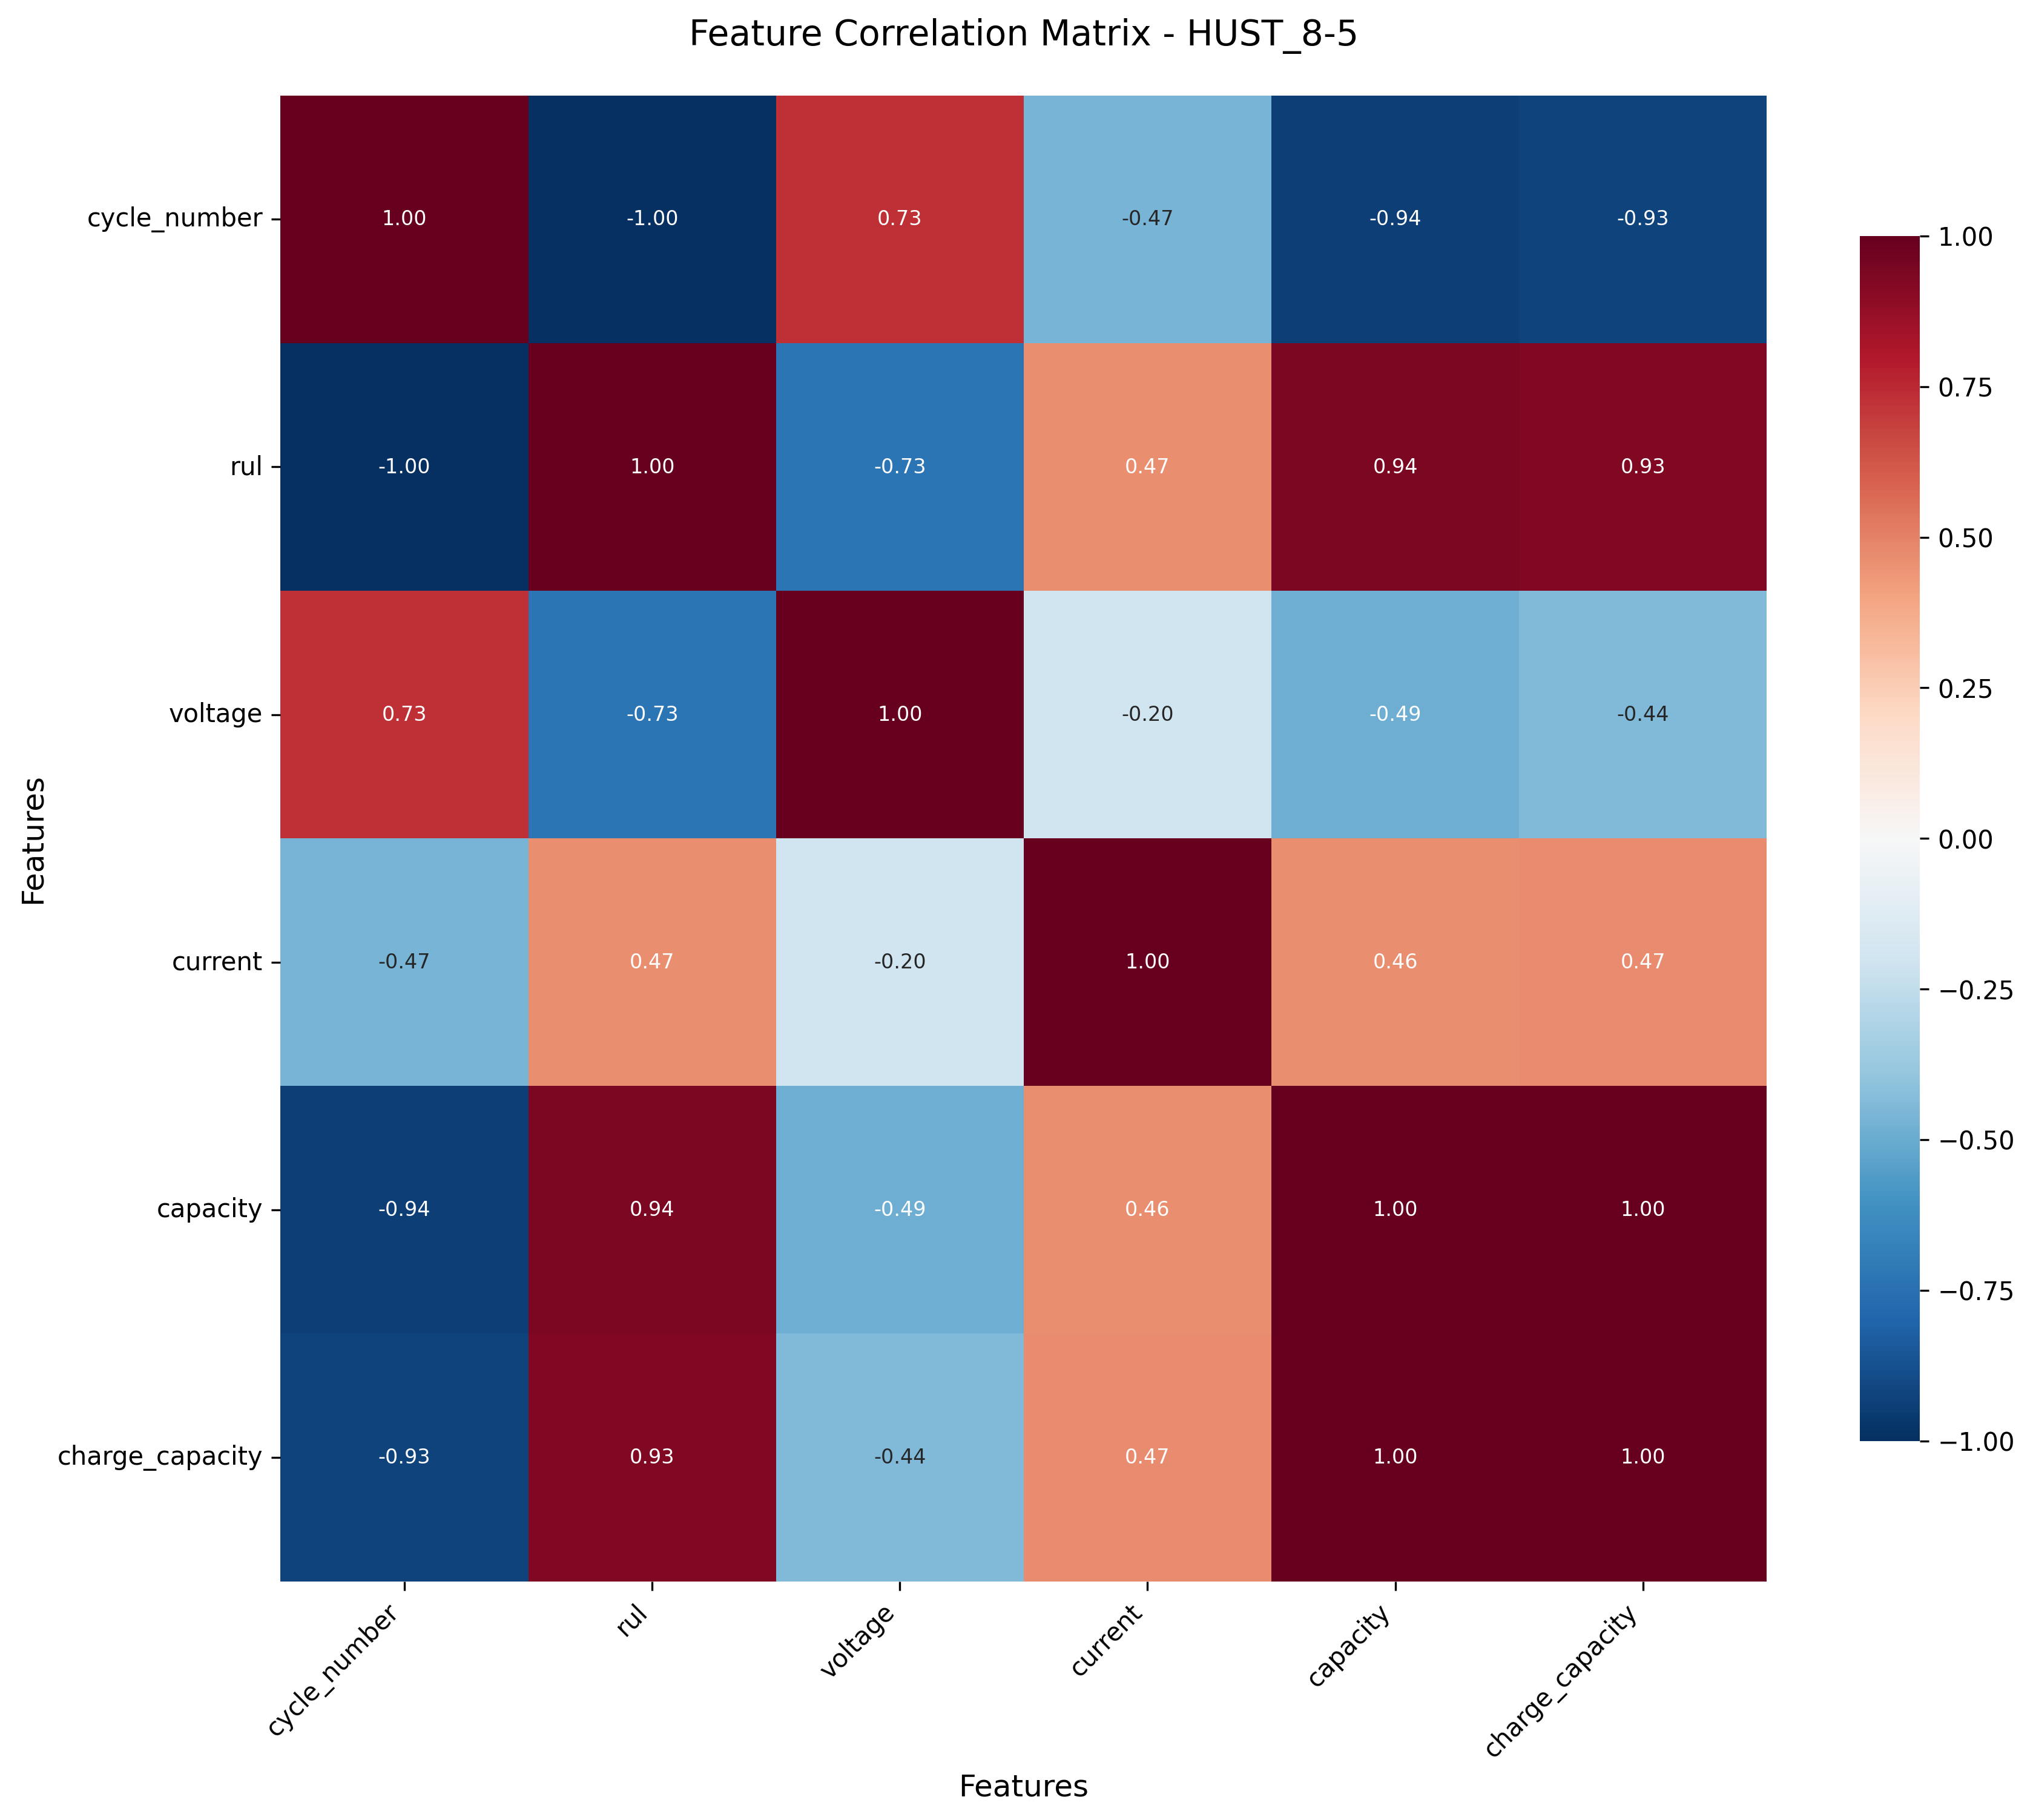 Feature Correlation Matrix - HUST_8-5
cycle_number 1.00 -1.00 0.73 -0.47 -0.94 -0.93
rul -1.00 1.00 -0.73 0.47 0.94 0.93
voltage 0.73 -0.73 1.00 -0.20 -0.49 -0.44
current -0.47 0.47 -0.20 1.00 0.46 0.47
capacity -0.94 0.94 -0.49 0.46 1.00 1.00
charge_capacity -0.93 0.93 -0.44 0.47 1.00 1.00
Features
cycle_number rul voltage current capacity charge_capacity
Features
1.00
0.75
0.50
0.25
0.00
−0.25
−0.50
−0.75
−1.00